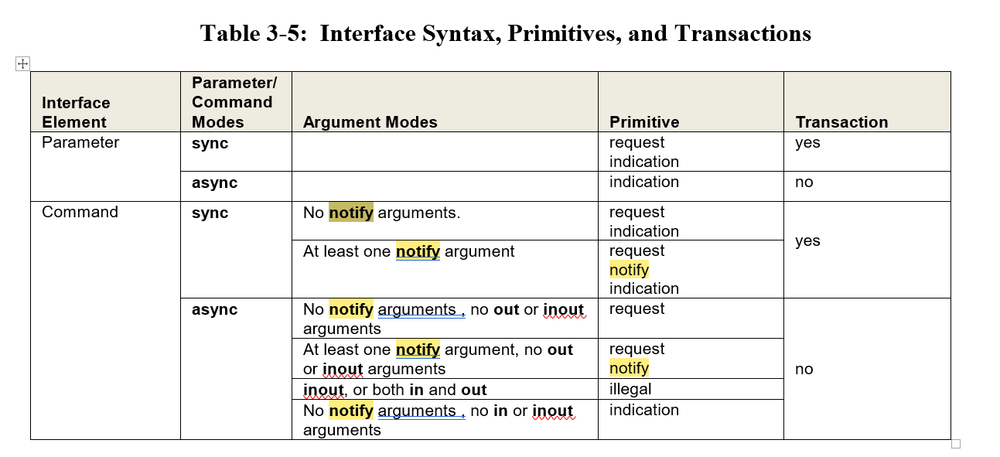 Table 3-5:  Interface Syntax, Primitives, and Transactions
Interface
Element
Parameter/
Command
Modes
Argument Modes
Primitive
Transaction
Parameter
sync
request
indication
yes
async
indication
no
Command
sync
No notify arguments.
request
indication
yes
At least one notify argument
request
notify
indication
async
No notify arguments , no out or inout
arguments
request
no
At least one notify argument, no out
or inout arguments
request
notify
inout, or both in and out
illegal
No notify arguments , no in or inout
arguments
indication